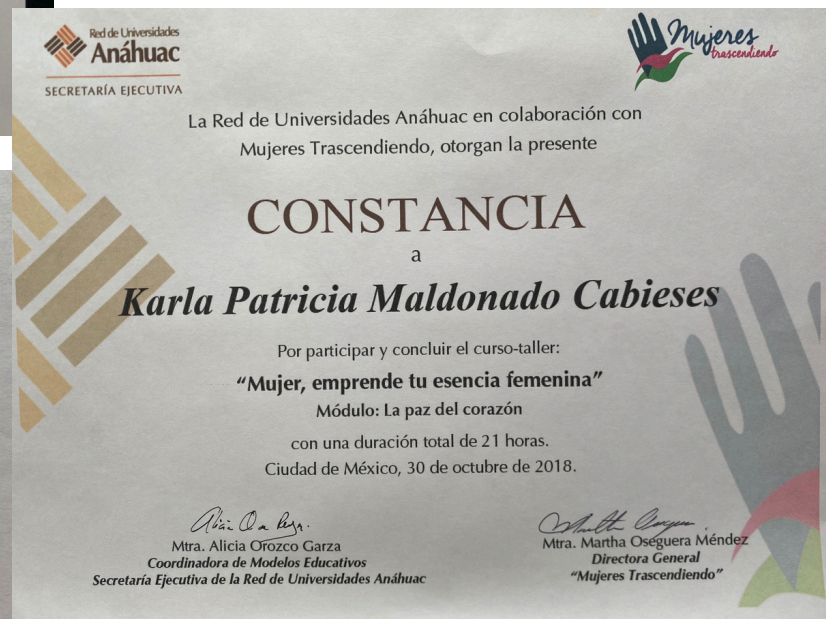 Red de Universidades
Anáhuac
SECRETARÍA EJECUTIVA
Mujeres
trascendiendo
La Red de Universidades Anáhuac en colaboración con
Mujeres Trascendiendo, otorgan la presente
CONSTANCIA
a
Karla Patricia Maldonado Cabieses
Por participar y concluir el curso-taller:
“Mujer, emprende tu esencia femenina”
Módulo: La paz del corazón
con una duración total de 21 horas.
Ciudad de México, 30 de octubre de 2018.
Mtra. Alicia Orozco Garza
Coordinadora de Modelos Educativos
Secretaría Ejecutiva de la Red de Universidades Anáhuac
Mtra. Martha Oseguera Méndez
Directora General
“Mujeres Trascendiendo”